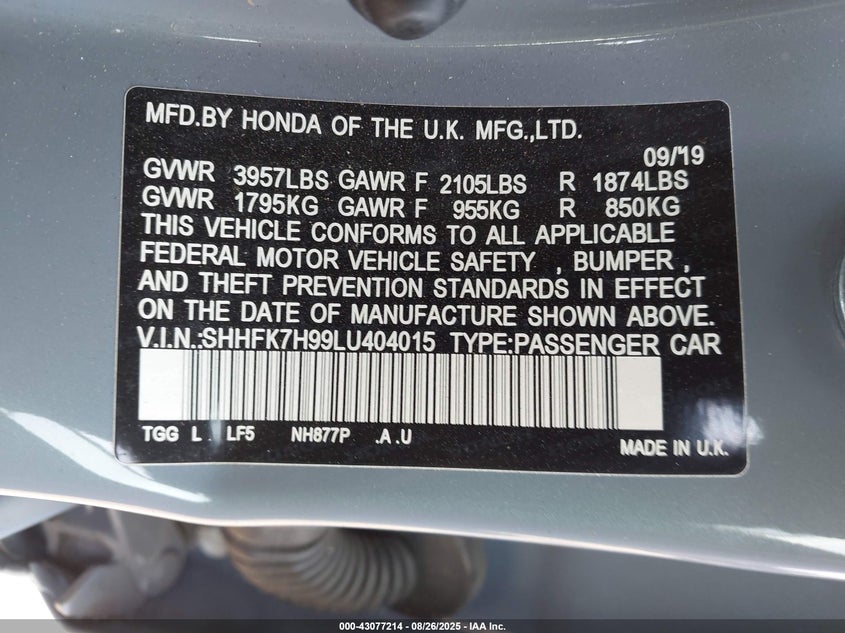 MFD.BY HONDA OF THE U.K. MFG.,LTD.
09/'19
GVWR 3957LBS GAWR F 2105LBS R 1874LBS
GVWR 1795KG GAWR F 955KG R 850KG
THIS VEHICLE CONFORMS TO ALL APPLICABLE
FEDERAL MOTOR VEHICLE SAFETY , BUMPER ,
AND THEFT PREVENTION STANDARDS IN EFFECT
ON THE DATE OF MANUFACTURE SHOWN ABOVE.
V.I.N.:SHHFK7H99LU404015 TYPE:PASSENGER CAR
TGG L LF5 NH877P .A .U
MADE IN U.K.
000-43077214 - 08/26/2025 - IAA Inc.